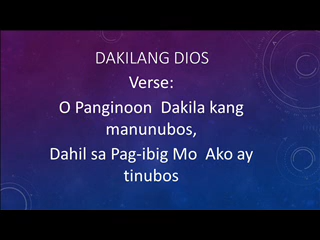 DAKILANG DIOS
Verse:
O Panginoon  Dakila kang
manunubos,
Dahil sa Pag-ibig Mo  Ako ay
tinubos